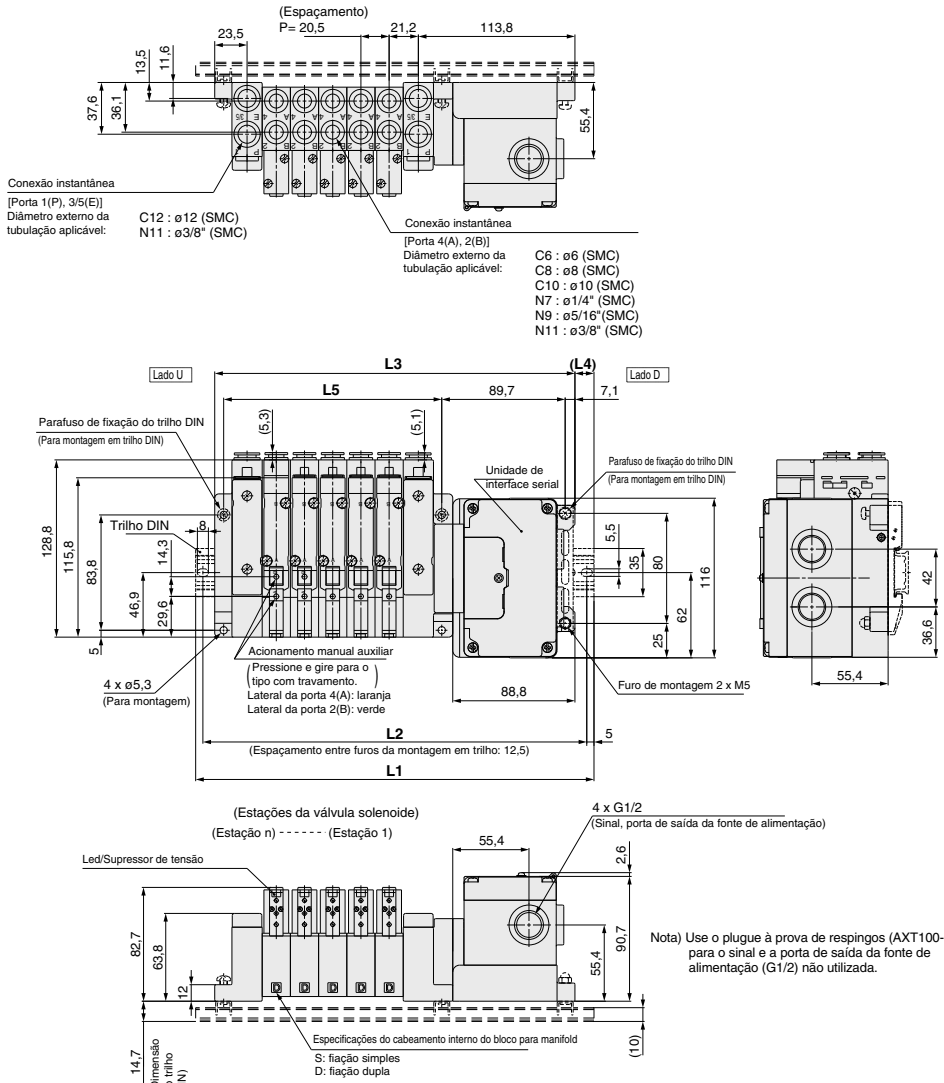 (Espaçamento)
P= 20,5
21,2
113,8
23,5
11,6
13,5
37,6
36,1
55,4
Conexão instantânea
[Porta 1(P), 3/5(E)]
Diâmetro externo da
tubulação aplicável:
C12 : ø12 (SMC)
N11 : ø3/8" (SMC)
Conexão instantânea
[Porta 4(A), 2(B)]
Diâmetro externo da
tubulação aplicável:
C6 : ø6 (SMC)
C8 : ø8 (SMC)
C10 : ø10 (SMC)
N7 : ø1/4" (SMC)
N9 : ø5/16"(SMC)
N11 : ø3/8" (SMC)
L3
(L4)
Lado U
Lado D
L5
89,7
7,1
Parafuso de fixação do trilho DIN
(Para montagem em trilho DIN)
(5,3)
(5,1)
Unidade de
interface serial
Parafuso de fixação do trilho DIN
(Para montagem em trilho DIN)
Trilho DIN
8
128,8
115,8
83,8
46,9
14,3
29,6
5
5,5
35
80
116
62
25
42
36,6
55,4
4 x ø5,3
(Para montagem)
Acionamento manual auxiliar
(Pressione e gire para o
tipo com travamento.)
Lateral da porta 4(A): laranja
Lateral da porta 2(B): verde
88,8
Furo de montagem 2 x M5
L2
5
(Espaçamento entre furos da montagem em trilho: 12,5)
L1
(Estações da válvula solenoide)
(Estação n) - - - - - - (Estação 1)
4 x G1/2
(Sinal, porta de saída da fonte de alimentação)
55,4
2,6
Led/Supressor de tensão
82,7
63,8
12
55,4
90,7
Nota) Use o plugue à prova de respingos (AXT100-
para o sinal e a porta de saída da fonte de
alimentação (G1/2) não utilizada.
14,7
(10)
Especificações do cabeamento interno do bloco para manifold
S: fiação simples
D: fiação dupla